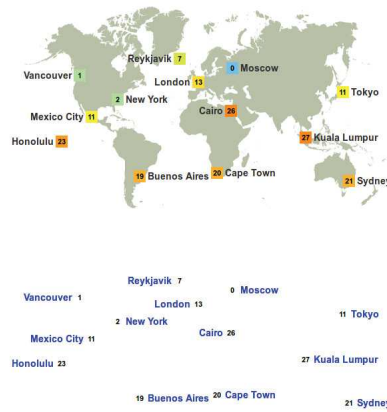 Reykjavik 7
0 Moscow
Vancouver 1
London 13
2 New York
11 Tokyo
Mexico City 11
Cairo 26
Honolulu 23
27 Kuala Lumpur
19 Buenos Aires
20 Cape Town
21 Sydney
Reykjavik 7
0 Moscow
Vancouver 1
London 13
11 Tokyo
2 New York
Cairo 26
Mexico City 11
27 Kuala Lumpur
Honolulu 23
19 Buenos Aires
20 Cape Town
21 Sydney